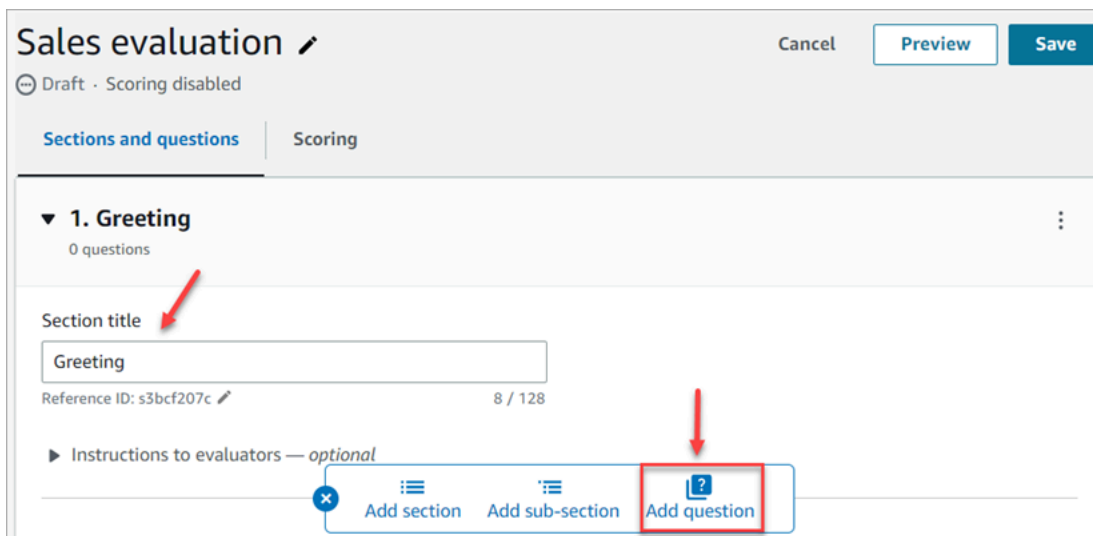 Sales evaluation
Cancel
Preview
Save
Draft · Scoring disabled
Sections and questions
Scoring
1. Greeting
0 questions
Section title
Greeting
Reference ID: s3bcf207c
8 / 128
Instructions to evaluators — optional
Add section
Add sub-section
Add question